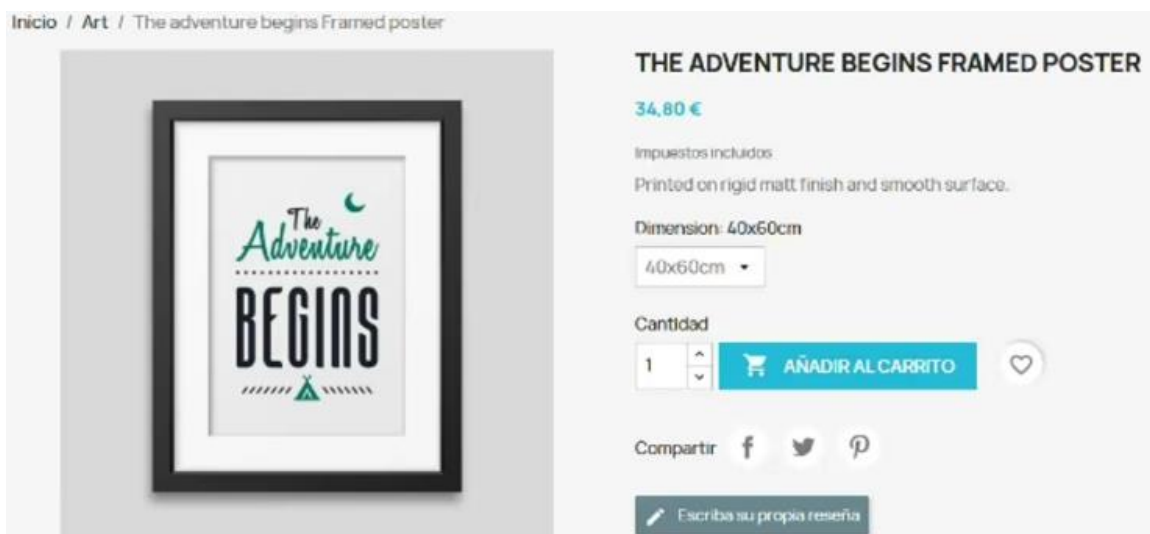 Inicio / Art / The adventure begins Framed poster
The
Adventure
BEGINS
THE ADVENTURE BEGINS FRAMED POSTER
34,80 €
Impuestos incluidos
Printed on rigid matt finish and smooth surface.
Dimension: 40x60cm
40x60cm
Cantidad
1
AÑADIR AL CARRITO
Compartir
Escriba su propia reseña